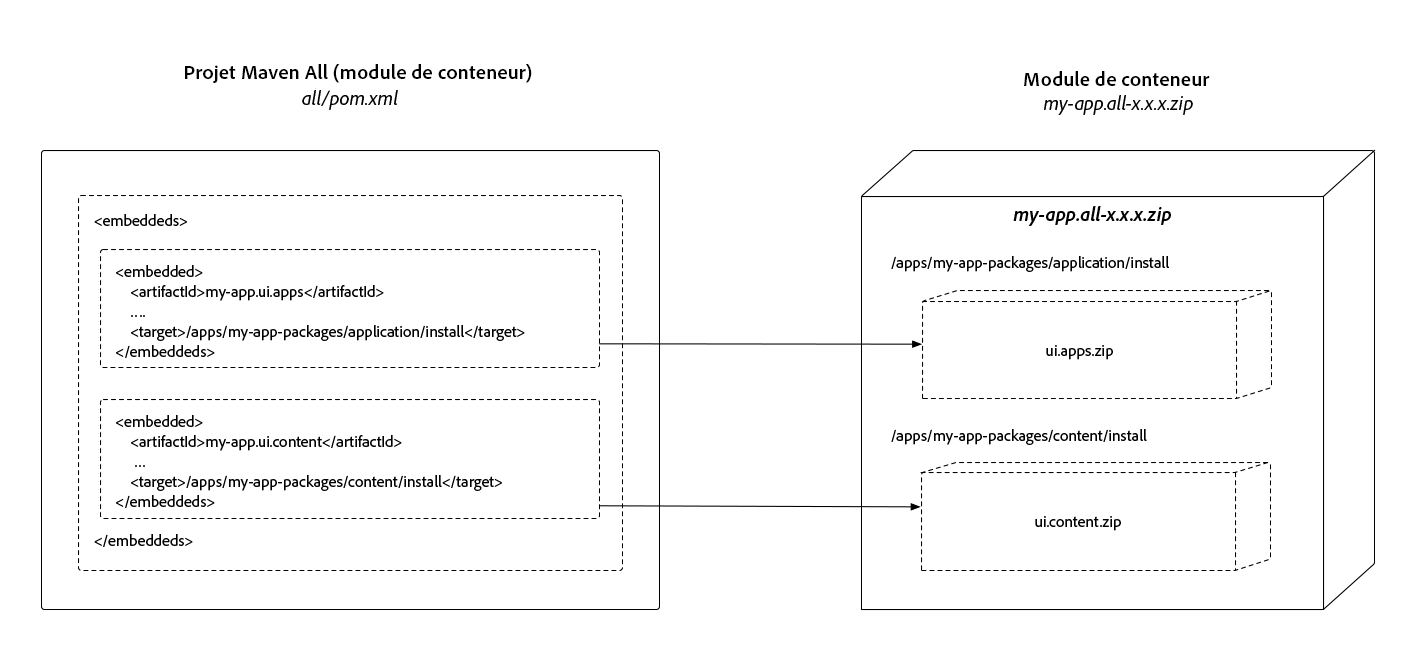 Projet Maven All (module de conteneur)
all/pom.xml
<embeddeds>
<embedded>
<artifactId>my-app.ui.apps</artifactId>
....
<target>/apps/my-app-packages/application/install</target>
</embeddeds>
<embedded>
<artifactId>my-app.ui.content</artifactId>
...
<target>/apps/my-app-packages/content/install</target>
</embeddeds>
</embeddeds>
Module de conteneur
my-app.all-x.x.x.zip
my-app.all-x.x.x.zip
/apps/my-app-packages/application/install
ui.apps.zip
/apps/my-app-packages/content/install
ui.content.zip